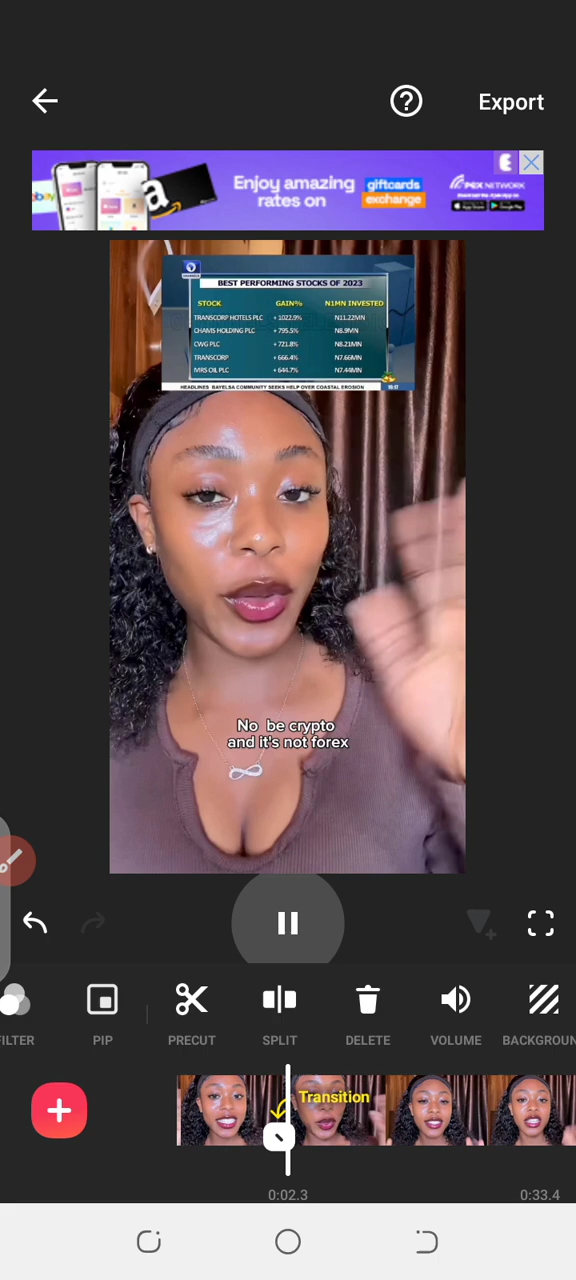 Export
Enjoy amazing
rates on
giftcards
exchange
PEX NETWORK
ebay
BEST PERFORMING STOCKS OF 2023
STOCK GAIN% N1MN INVESTED
TRANSCORP HOTELS PLC + 1022.9% N11.22MN
CHAMS HOLDING PLC + 795.5% N8.9MN
CWG PLC + 721.8% N8.21MN
TRANSCORP + 666.4% N7.66MN
MRS OIL PLC + 644.7% N7.44MN
HEADLINES BAYELSA COMMUNITY SEEKS HELP OVER COASTAL EROSION
No be crypto
and it's not forex
FILTER PIP PRECUT SPLIT DELETE VOLUME BACKGROUN
Transition
0:02.3 0:33.4